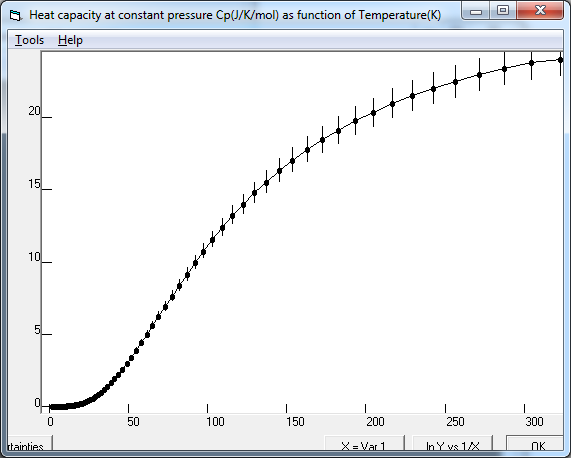 Heat capacity at constant pressure Cp(J/K/mol) as function of Temperature(K)
Tools Help
20
15
10
5
0
0 50 100 150 200 250 300
rtainties X = Var 1 ln Y vs 1/X OK